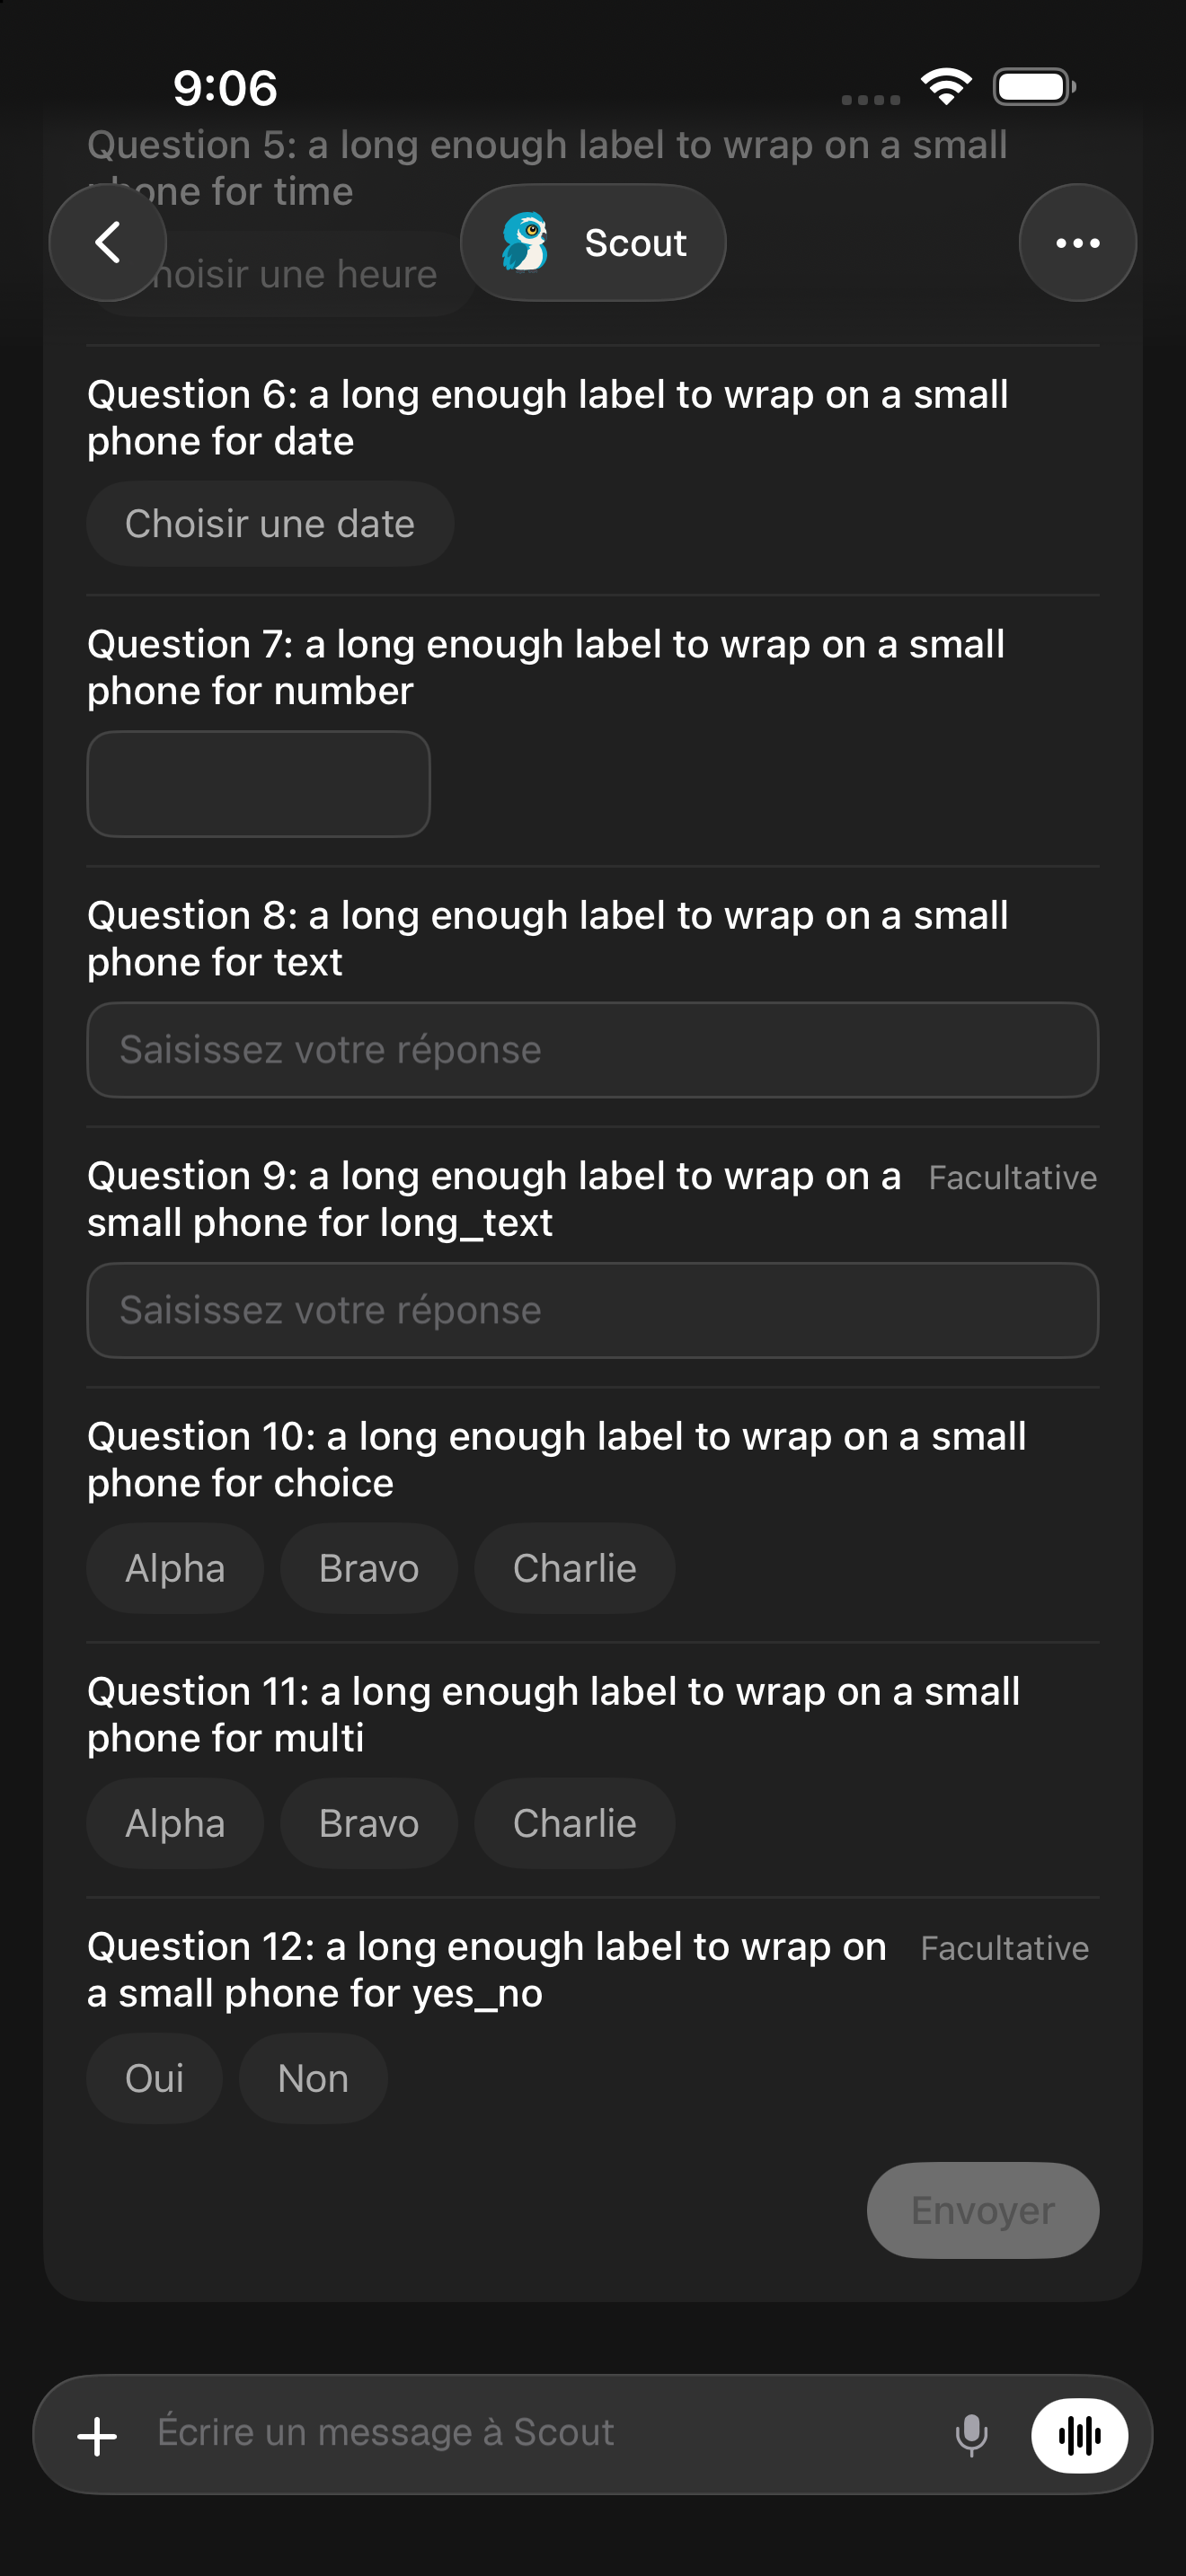 9:06
Question 5: a long enough label to wrap on a small
phone for time
Choisir une heure
Scout
Question 6: a long enough label to wrap on a small
phone for date
Choisir une date
Question 7: a long enough label to wrap on a small
phone for number
Question 8: a long enough label to wrap on a small
phone for text
Saisissez votre réponse
Question 9: a long enough label to wrap on a
small phone for long_text
Facultative
Saisissez votre réponse
Question 10: a long enough label to wrap on a small
phone for choice
Alpha Bravo Charlie
Question 11: a long enough label to wrap on a small
phone for multi
Alpha Bravo Charlie
Question 12: a long enough label to wrap on
a small phone for yes_no
Facultative
Oui Non
Envoyer
Écrire un message à Scout